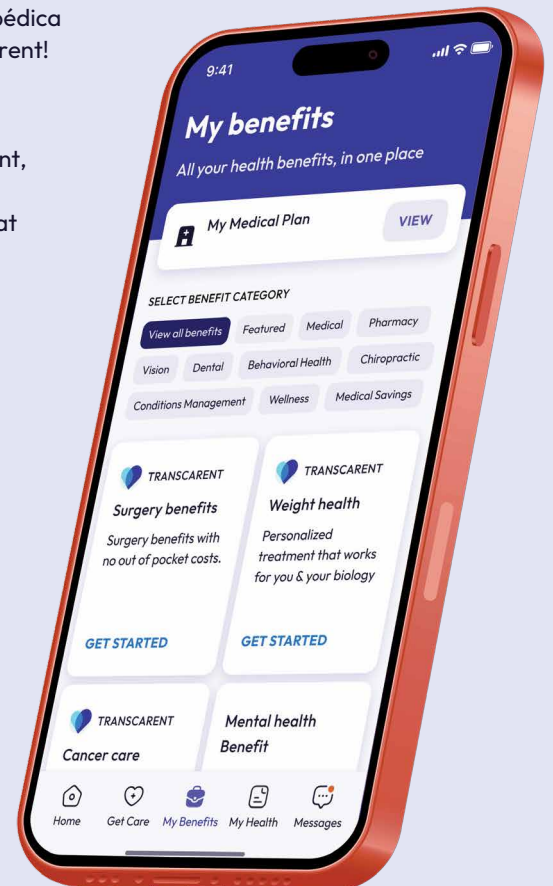 rent!
at
9:41
My benefits
All your health benefits, in one place
My Medical Plan
VIEW
SELECT BENEFIT CATEGORY
View all benefits Featured Medical Pharmacy
Vision Dental Behavioral Health Chiropractic
Conditions Management Wellness Medical Savings
TRANSCARENT
Surgery benefits
Surgery benefits with
no out of pocket costs.
GET STARTED
TRANSCARENT
Weight health
Personalized
treatment that works
for you & your biology
GET STARTED
TRANSCARENT
Cancer care
Mental health
Benefit
Home Get Care My Benefits My Health Messages